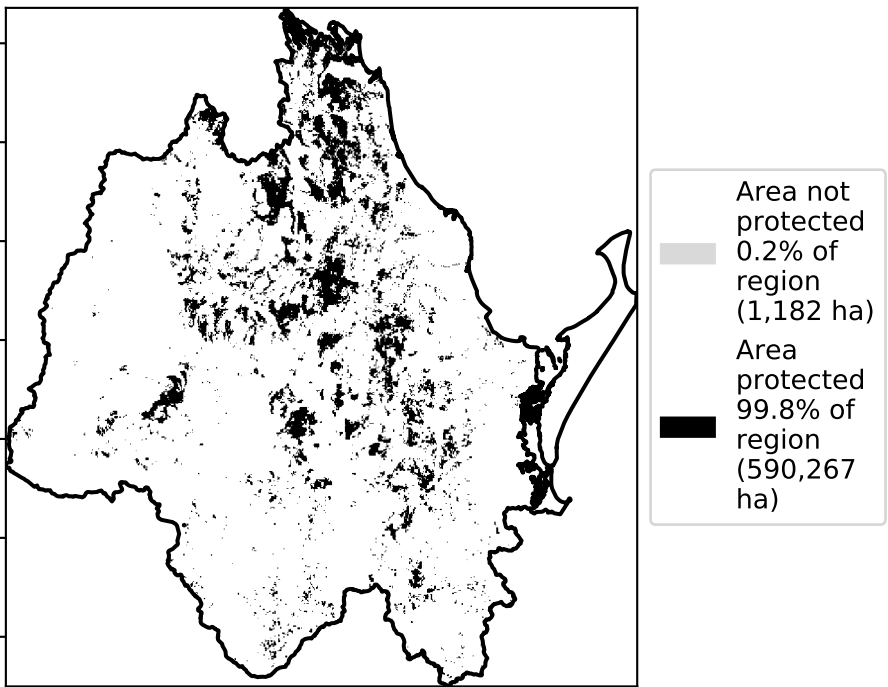 Area not
protected
0.2% of
region
(1,182 ha)
Area
protected
99.8% of
region
(590,267
ha)